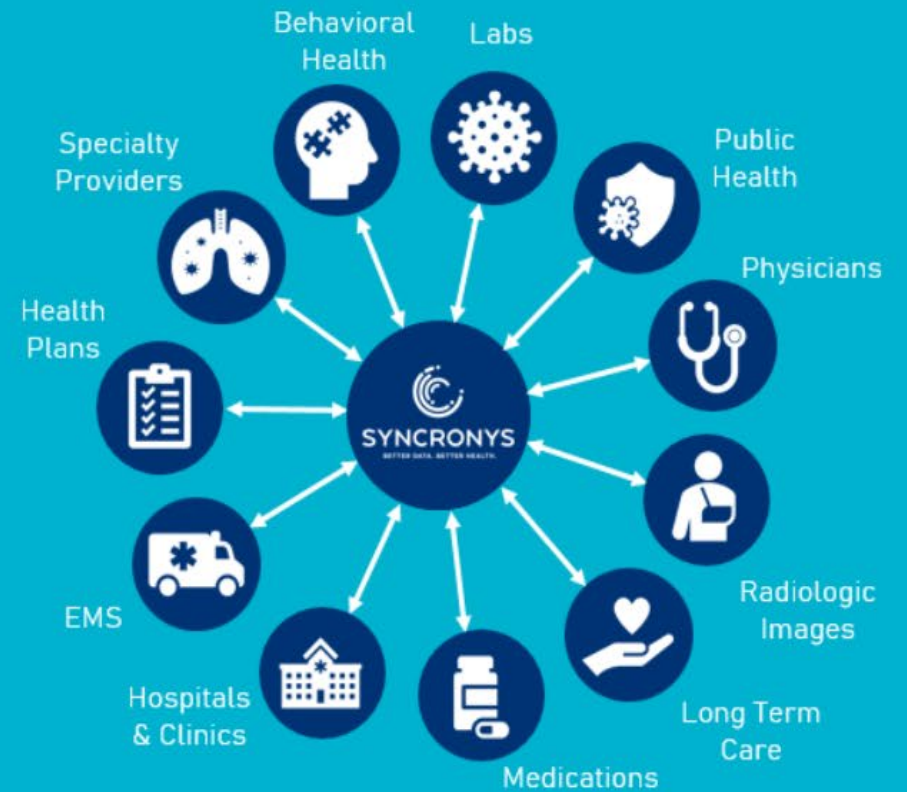 Behavioral
Health
Labs
Public
Health
Physicians
Radiologic
Images
Long Term
Care
Medications
Hospitals
& Clinics
EMS
Health
Plans
Specialty
Providers
SYNCRONYS
BETTER DATA. BETTER HEALTH.